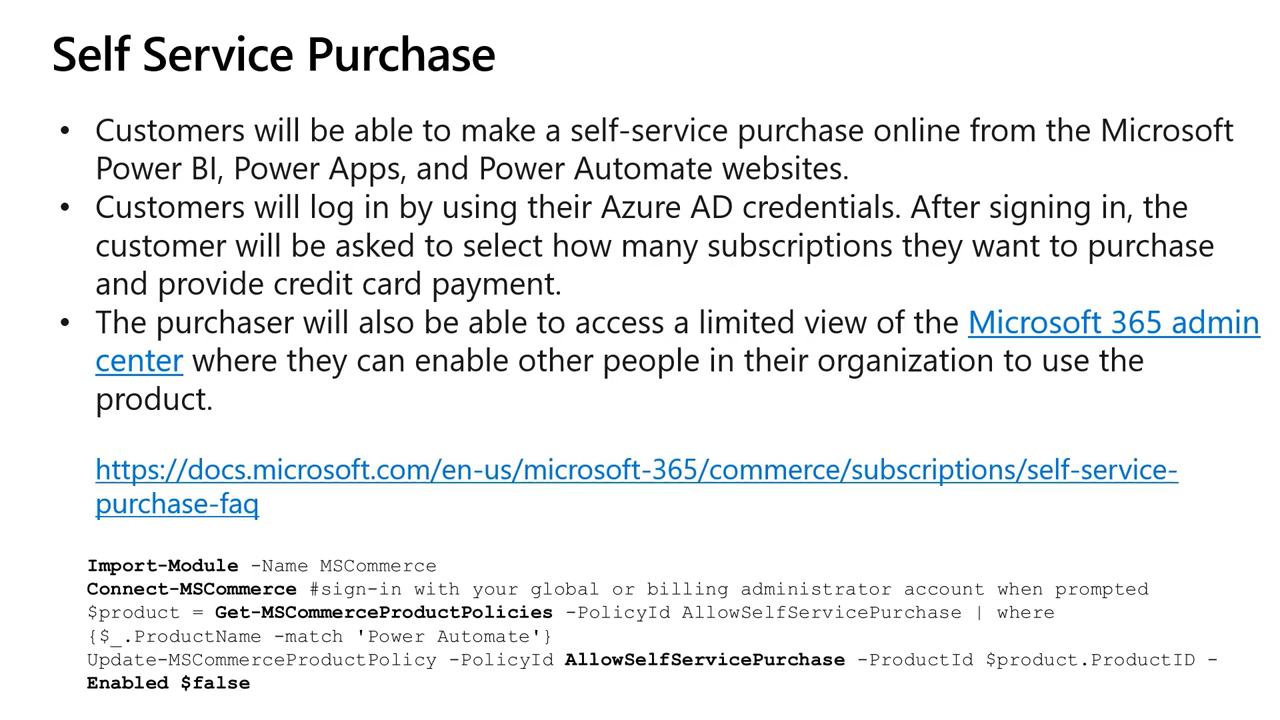 Self Service Purchase
• Customers will be able to make a self-service purchase online from the Microsoft
Power BI, Power Apps, and Power Automate websites.
• Customers will log in by using their Azure AD credentials. After signing in, the
customer will be asked to select how many subscriptions they want to purchase
and provide credit card payment.
• The purchaser will also be able to access a limited view of the Microsoft 365 admin
center where they can enable other people in their organization to use the
product.
https://docs.microsoft.com/en-us/microsoft-365/commerce/subscriptions/self-service-
purchase-faq
Import-Module -Name MSCommerce
Connect-MSCommerce #sign-in with your global or billing administrator account when prompted
$product = Get-MSCommerceProductPolicies -PolicyId AllowSelfServicePurchase | where
{$_.ProductName -match 'Power Automate'}
Update-MSCommerceProductPolicy -PolicyId AllowSelfServicePurchase -ProductId $product.ProductID -
Enabled $false